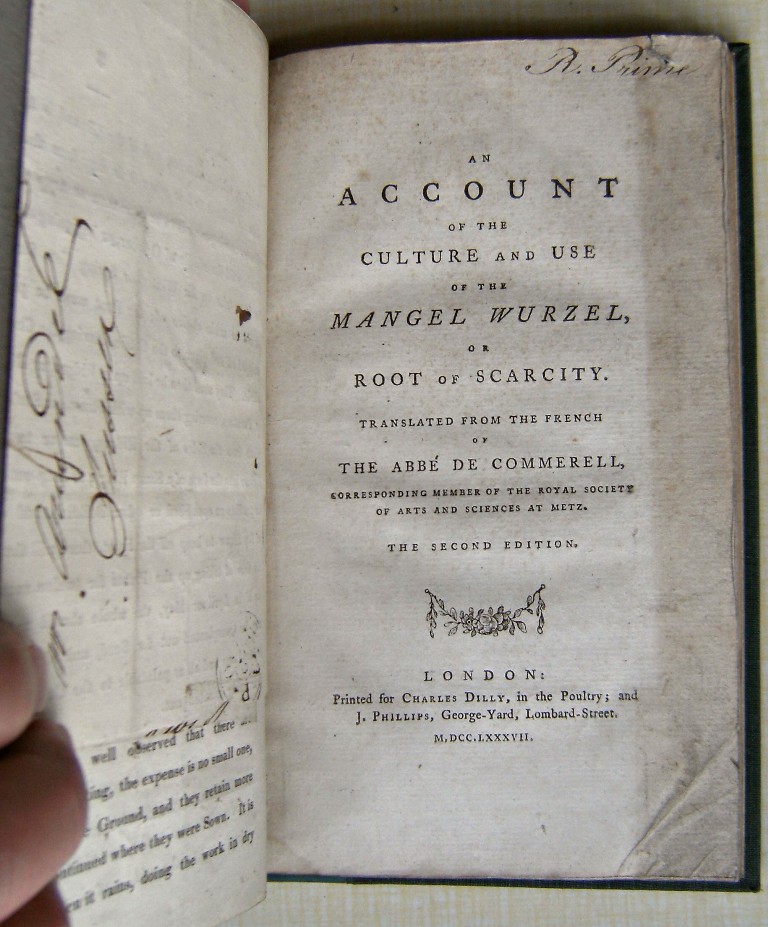 well observed that there
the expense is no small one,
Ground, and they retain more
where they were Sown. It is
it rains, doing the work in dry
R. Prime
AN
ACCOUNT
OF THE
CULTURE AND USE
OF THE
MANGEL WURZEL,
OR
ROOT OF SCARCITY.
TRANSLATED FROM THE FRENCH
OF
THE ABBÉ DE COMMERELL,
CORRESPONDING MEMBER OF THE ROYAL SOCIETY
OF ARTS AND SCIENCES AT METZ.
THE SECOND EDITION.
LONDON:
Printed for CHARLES DILLY, in the Poultry; and
J. PHILLIPS, George-Yard, Lombard-Street.
M,DCC,LXXXVII.